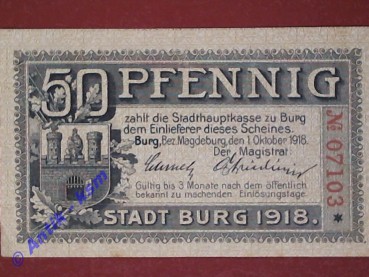 50 PFENNIG
zahlt die Stadthauptkasse zu Burg
dem Einlieferer dieses Scheines.
Burg, Bez. Magdeburg, den 1. Oktober 1918.
Der Magistrat:
Gültig bis 3 Monate nach dem öffentlich
bekannt zu machenden Einlösungstage.
STADT BURG 1918.
№ 07103 *